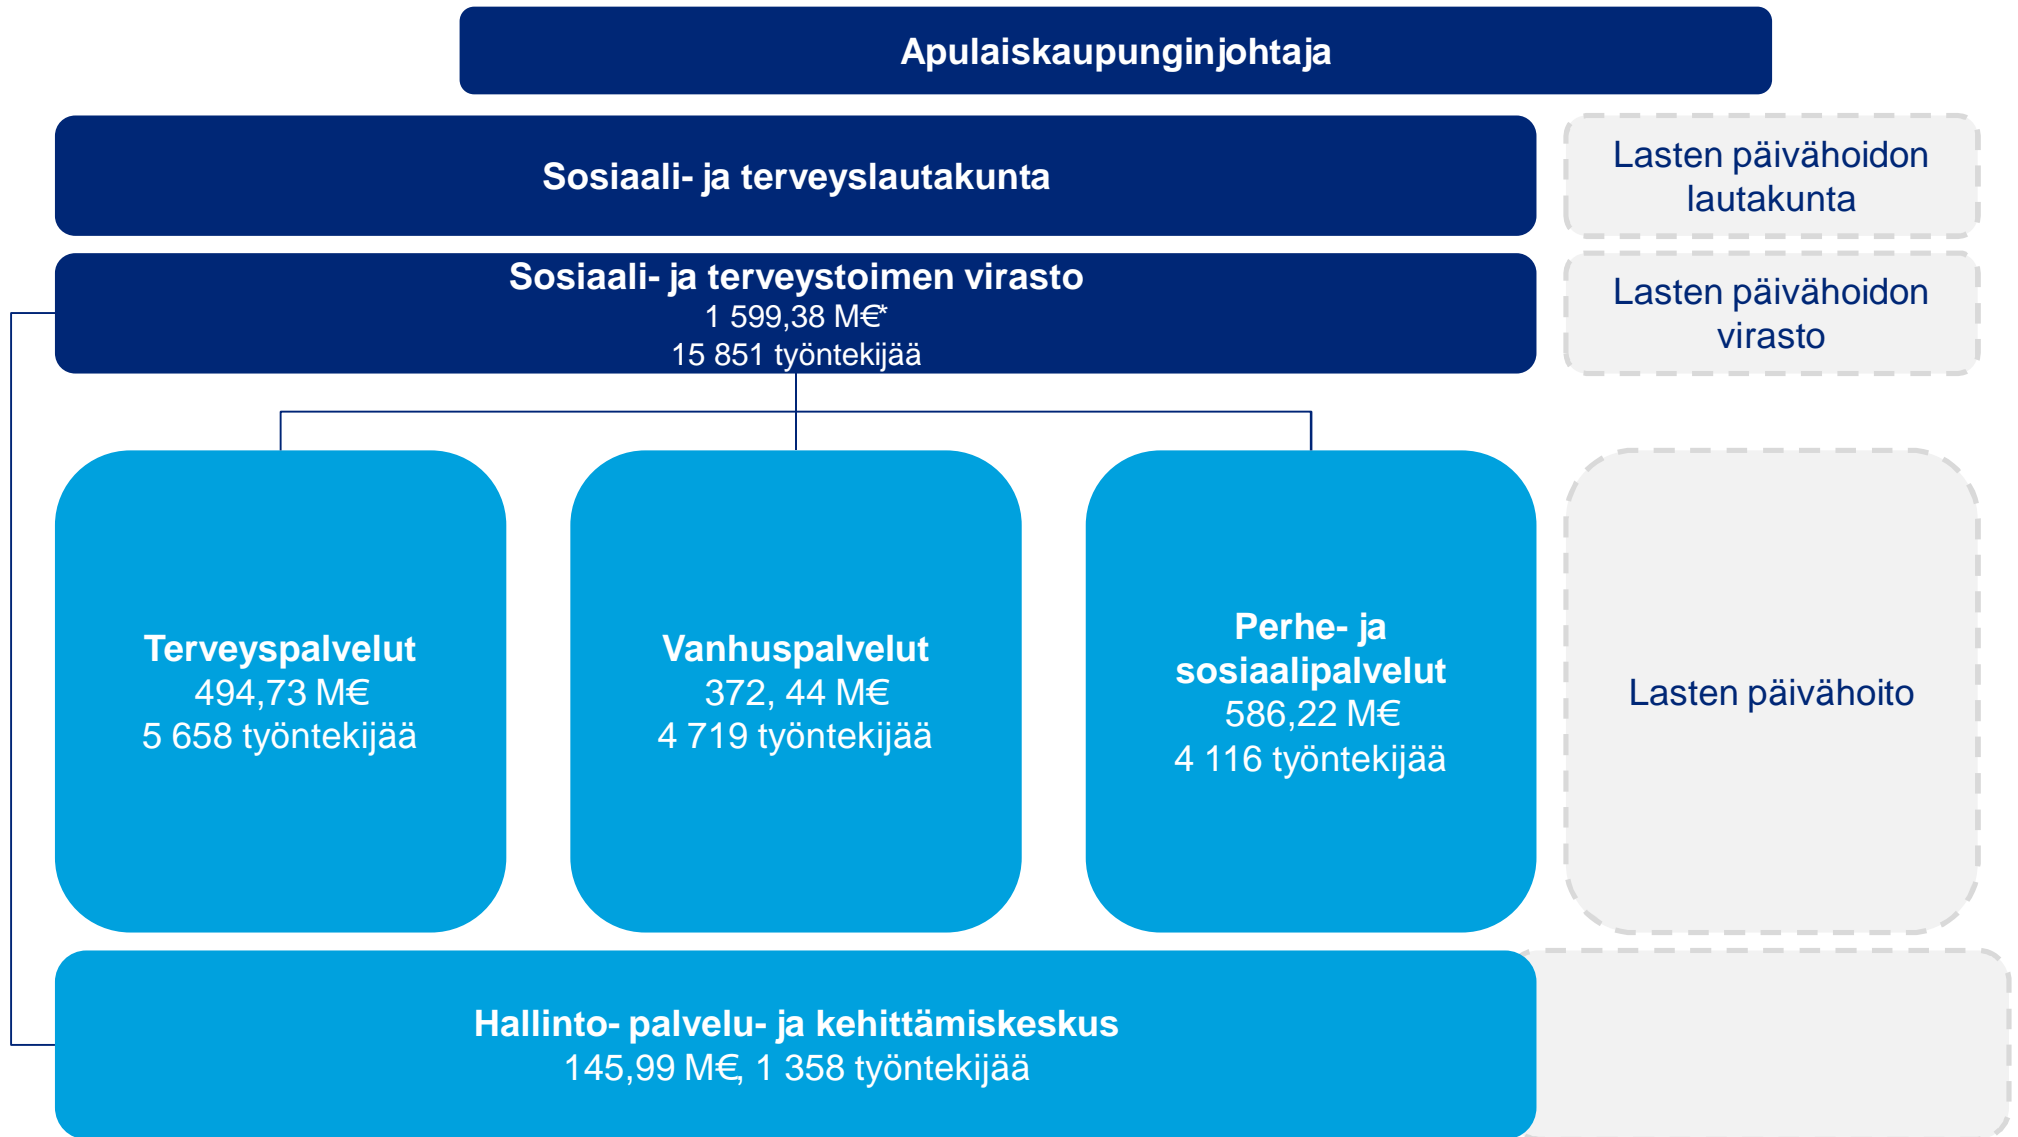 Apulaiskaupunginjohtaja
Sosiaali- ja terveyslautakunta
Lasten päivähoidon
lautakunta
Sosiaali- ja terveystoimen virasto
1 599,38 M€*
15 851 työntekijää
Lasten päivähoidon
virasto
Terveyspalvelut
494,73 M€
5 658 työntekijää
Vanhuspalvelut
372, 44 M€
4 719 työntekijää
Perhe- ja
sosiaalipalvelut
586,22 M€
4 116 työntekijää
Lasten päivähoito
Hallinto- palvelu- ja kehittämiskeskus
145,99 M€, 1 358 työntekijää